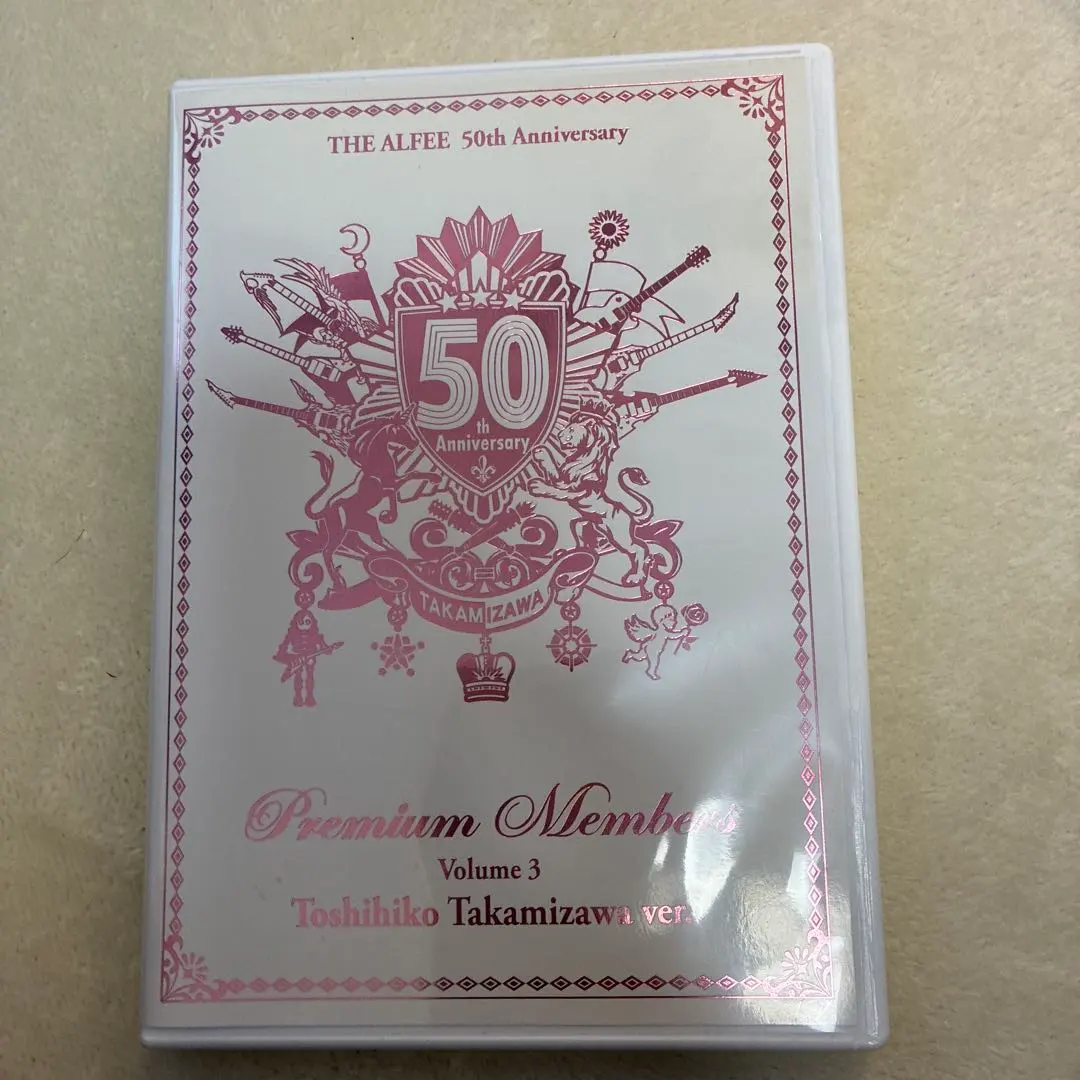 THE ALFEE 50th Anniversary
50
th
Anniversary
TAKAMIZAWA
Premium Members
Volume 3
Toshihiko Takamizawa ver.